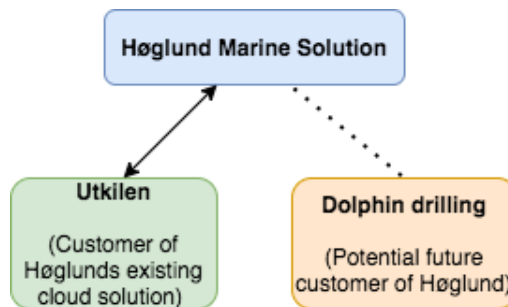 Høglund Marine Solution
Utkilen
(Customer of
Høglunds existing
cloud solution)
Dolphin drilling
(Potential future
customer of Høglund)